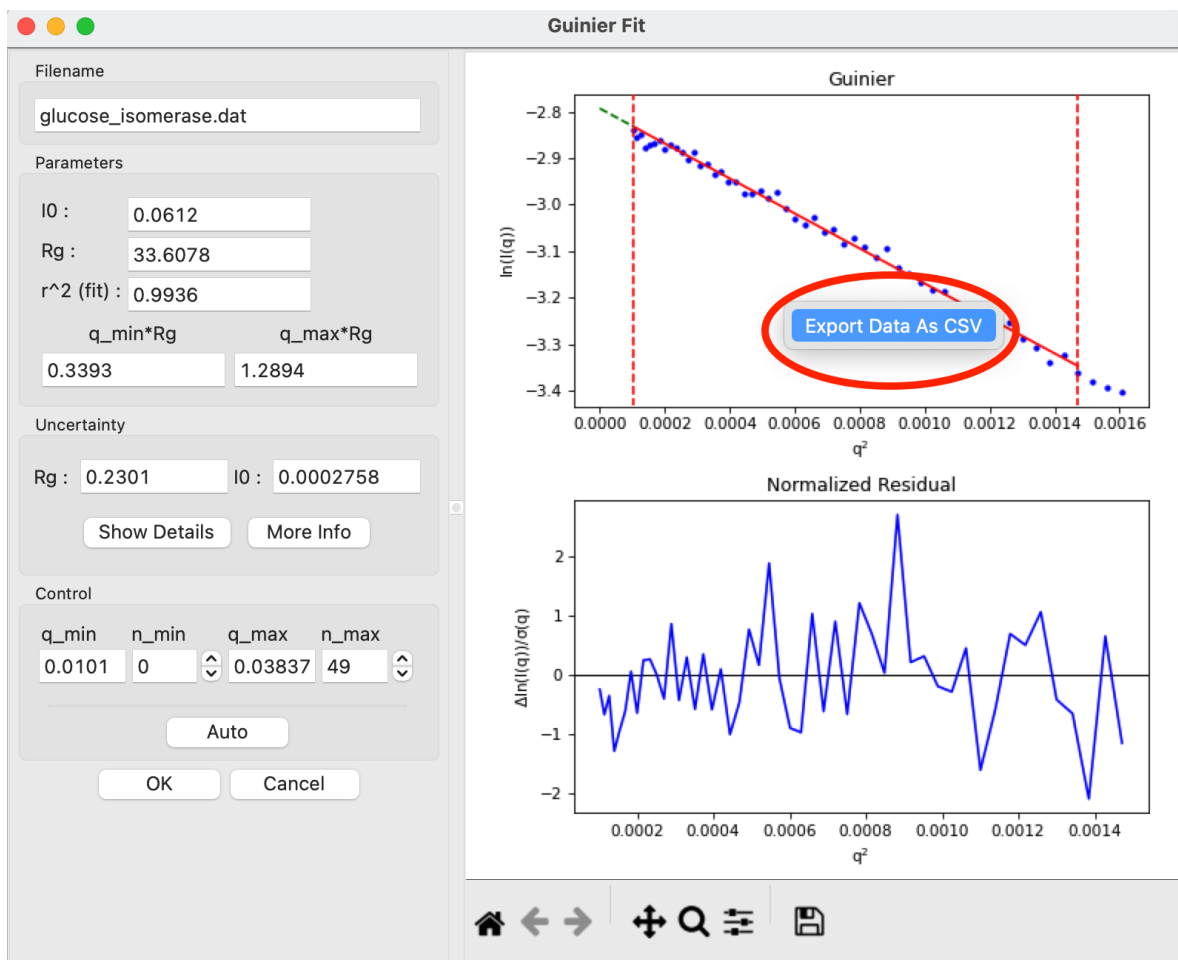 Guinier Fit
Filename
glucose_isomerase.dat
Parameters
I0 : 0.0612
Rg : 33.6078
r^2 (fit) : 0.9936
q_min*Rg q_max*Rg
0.3393 1.2894
Uncertainty
Rg : 0.2301 I0 : 0.0002758
Show Details More Info
Control
q_min n_min q_max n_max
0.0101 0 0.03837 49
Auto
OK Cancel
Guinier
−2.8
−2.9
−3.0
−3.1
−3.2
−3.3
−3.4
ln(I(q))
Export Data As CSV
0.0000 0.0002 0.0004 0.0006 0.0008 0.0010 0.0012 0.0014 0.0016
q²
Normalized Residual
2
1
0
−1
−2
Δln(I(q))/σ(q)
0.0002 0.0004 0.0006 0.0008 0.0010 0.0012 0.0014
q²